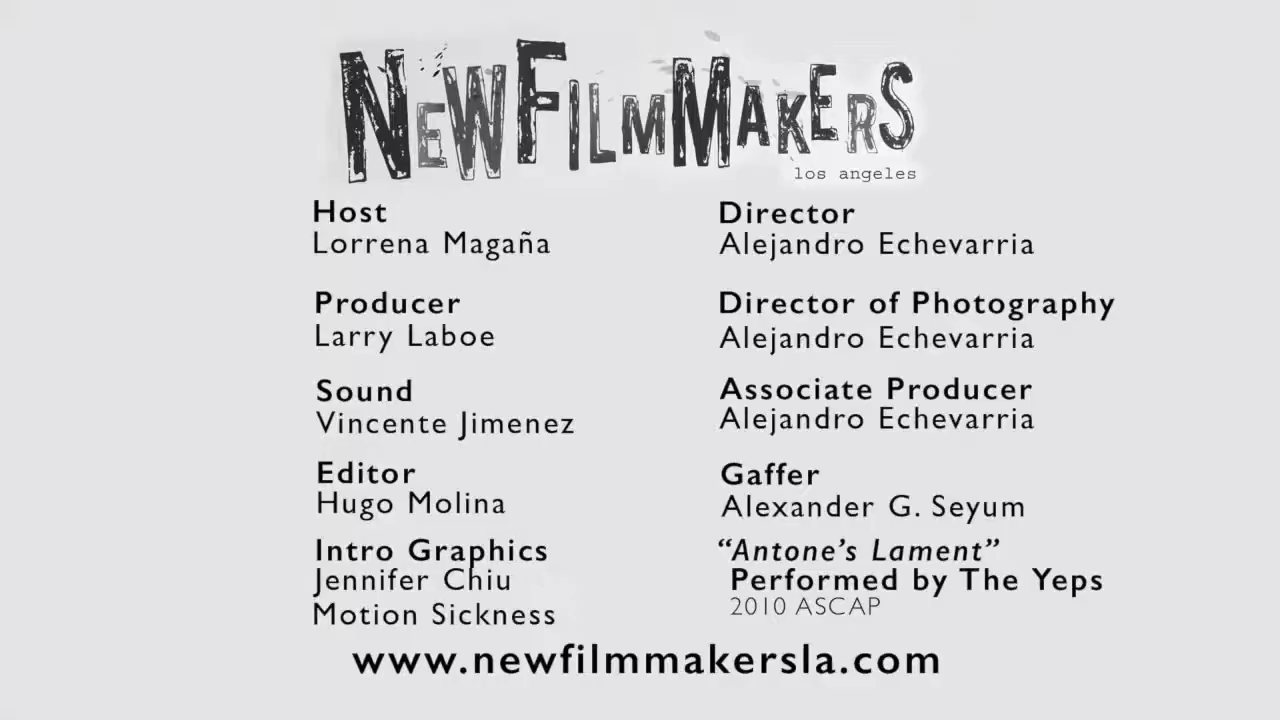 NEWFILMMAKERS
los angeles
Host
Lorrena Magaña
Producer
Larry Laboe
Sound
Vincente Jimenez
Editor
Hugo Molina
Intro Graphics
Jennifer Chiu
Motion Sickness
Director
Alejandro Echevarria
Director of Photography
Alejandro Echevarria
Associate Producer
Alejandro Echevarria
Gaffer
Alexander G. Seyum
“Antone’s Lament”
Performed by The Yeps
2010 ASCAP
www.newfilmmakersla.com